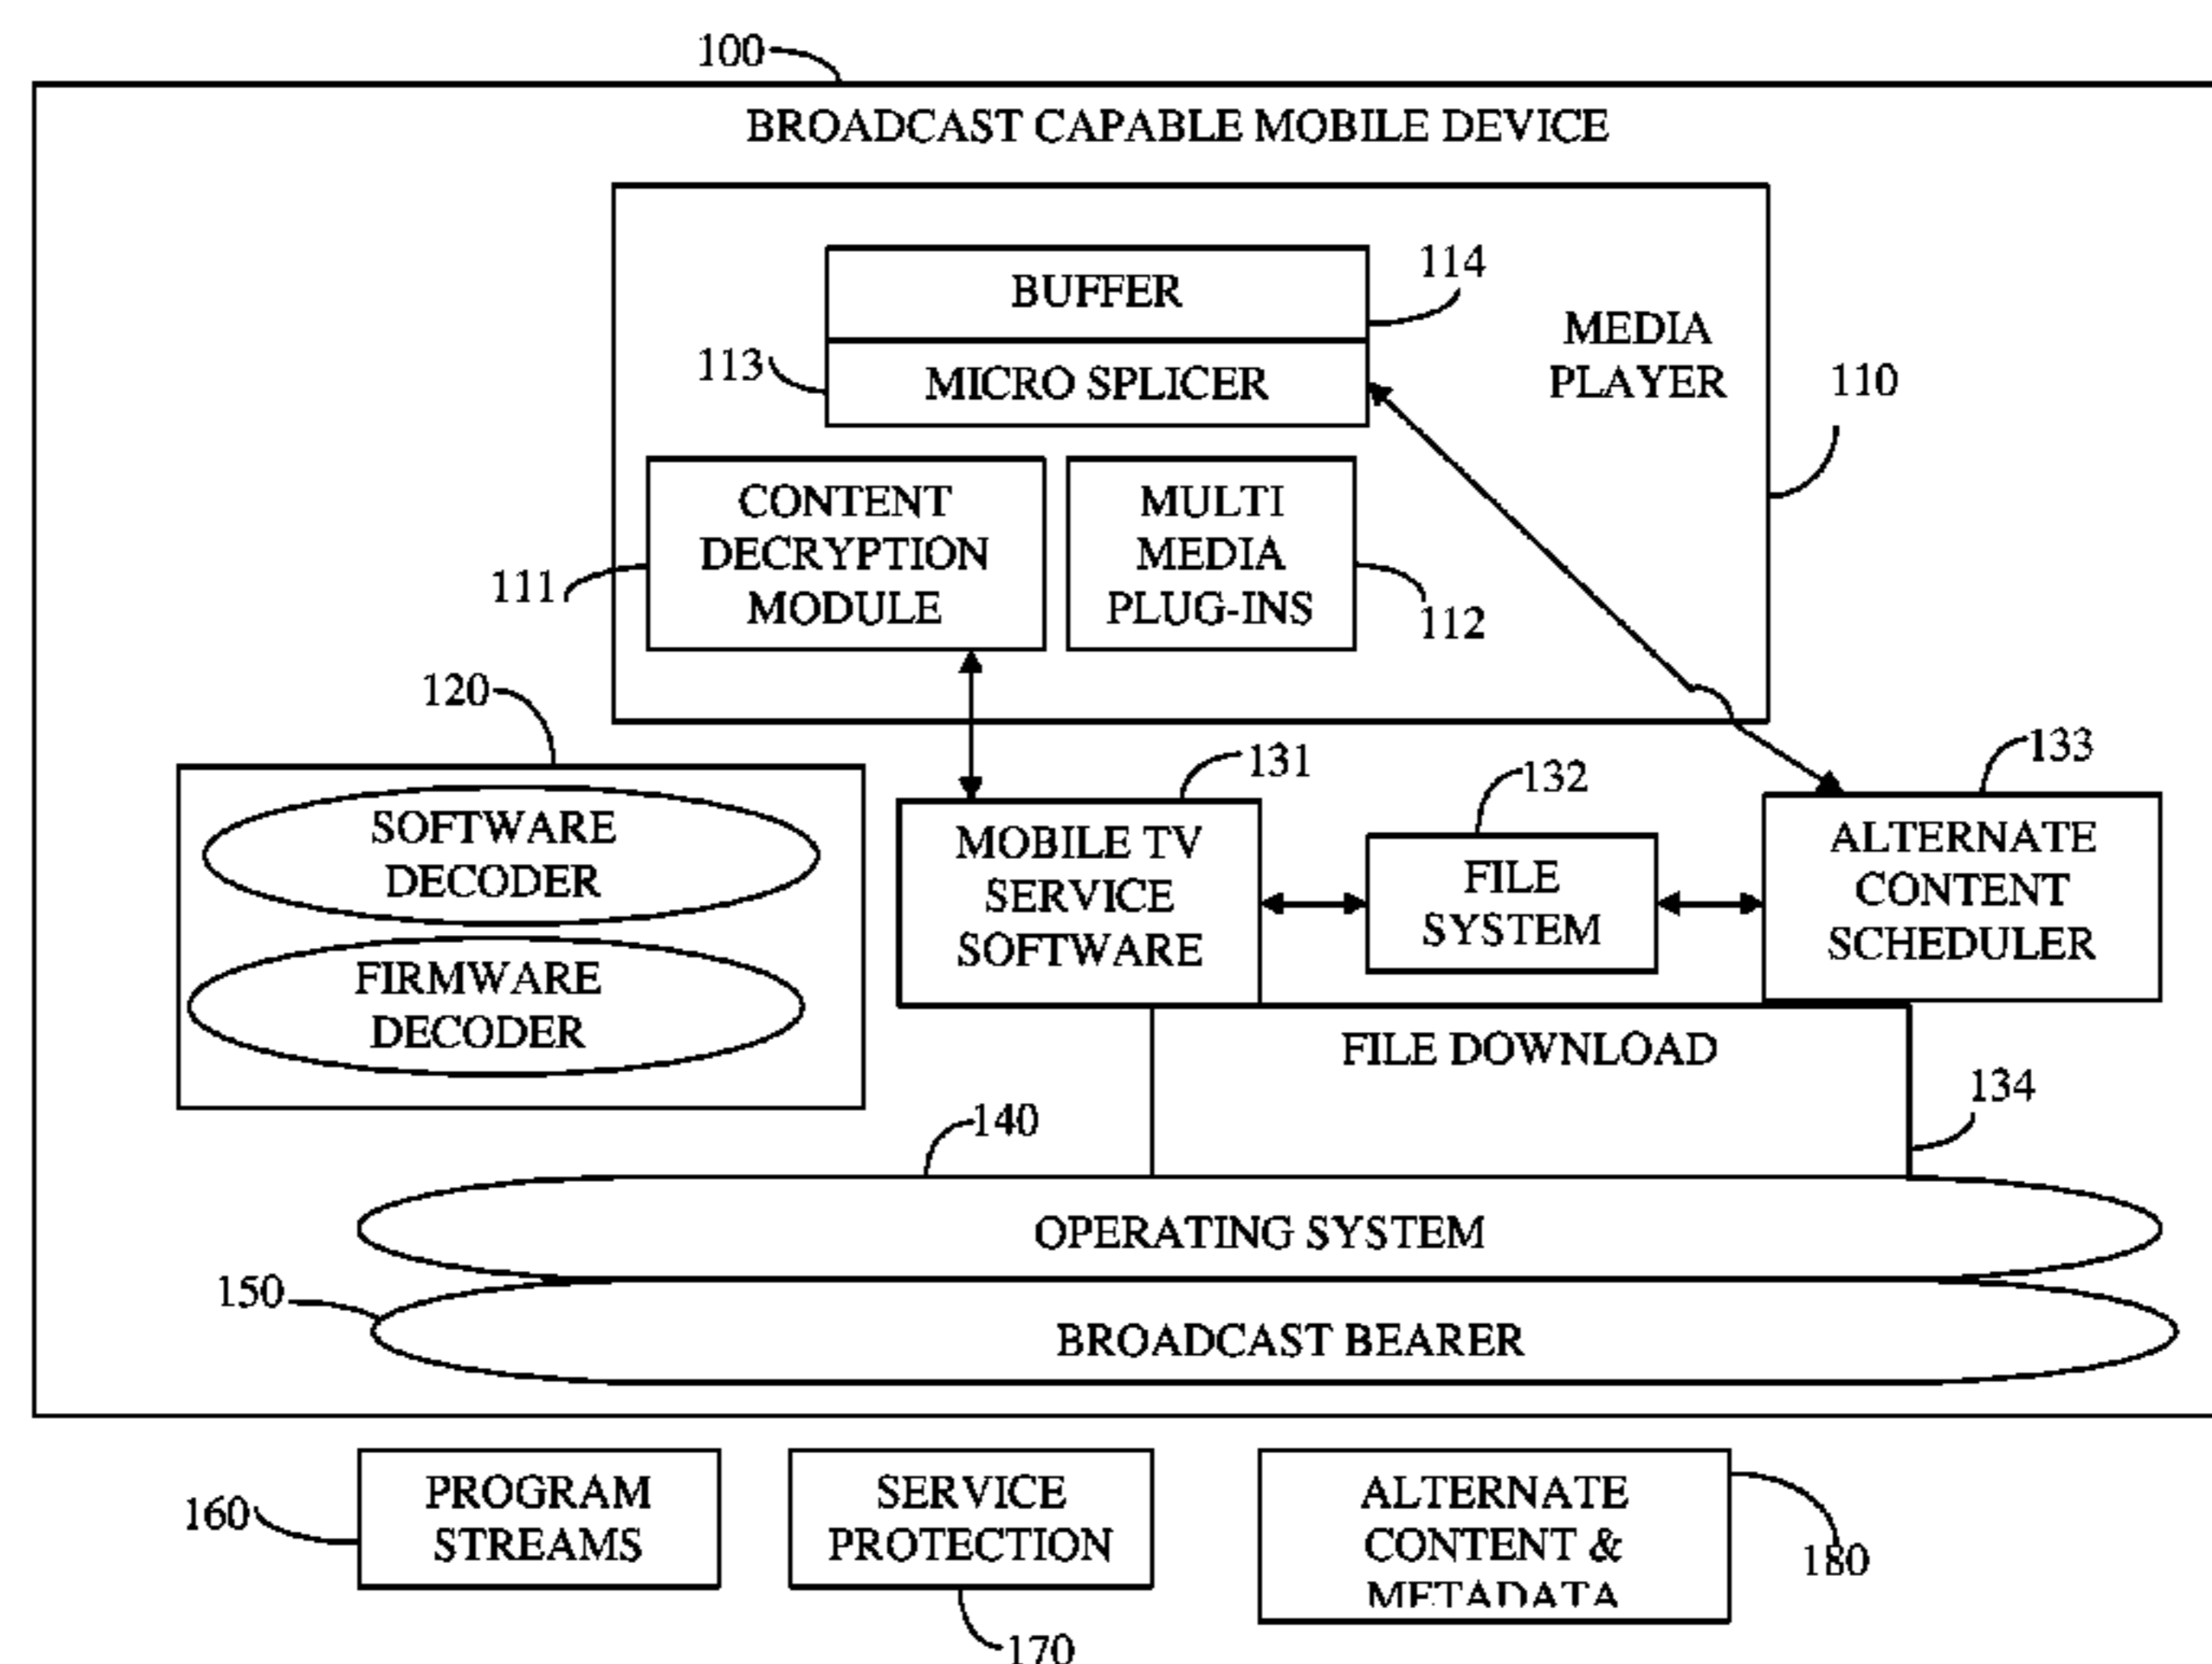 100
BROADCAST CAPABLE MOBILE DEVICE
BUFFER
114
MEDIA
PLAYER
113
MICRO SPLICER
110
CONTENT
DECRYPTION
MODULE
MULTI
MEDIA
PLUG-INS
111
112
120
131
132
133
SOFTWARE
DECODER
FIRMWARE
DECODER
MOBILE TV
SERVICE
SOFTWARE
FILE
SYSTEM
ALTERNATE
CONTENT
SCHEDULER
FILE DOWNLOAD
134
140
OPERATING SYSTEM
150
BROADCAST BEARER
160
PROGRAM
STREAMS
SERVICE
PROTECTION
170
ALTERNATE
CONTENT &
METADATA
180